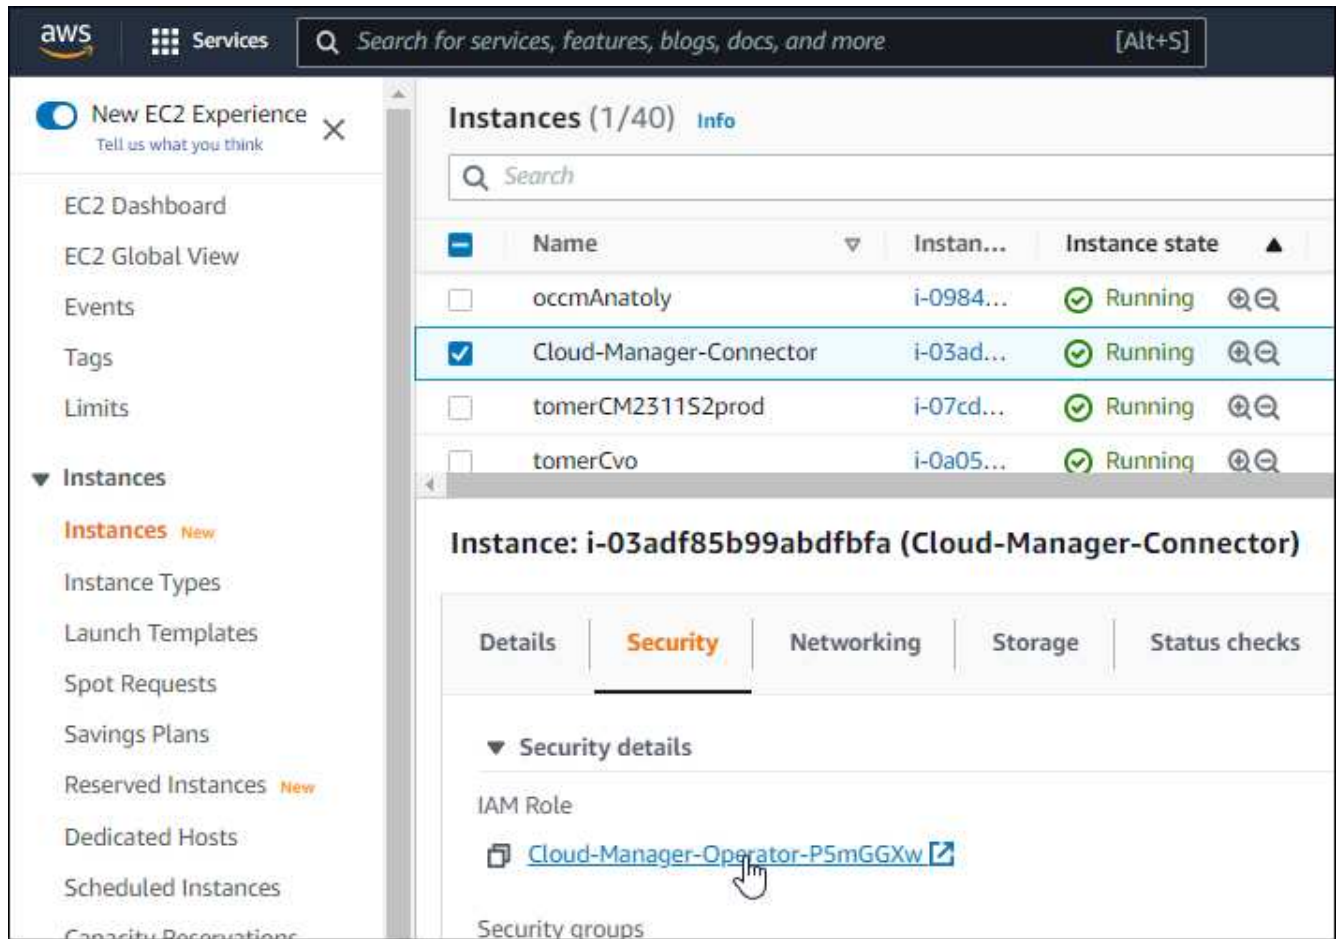 aws
Services
Search for services, features, blogs, docs, and more [Alt+S]
New EC2 Experience
Tell us what you think
EC2 Dashboard
EC2 Global View
Events
Tags
Limits
Instances
Instances New
Instance Types
Launch Templates
Spot Requests
Savings Plans
Reserved Instances New
Dedicated Hosts
Scheduled Instances
Capacity Reservations
Instances (1/40) Info
Search
Name Instan... Instance state
occmAnatoly i-0984... Running
Cloud-Manager-Connector i-03ad... Running
tomerCM2311S2prod i-07cd... Running
tomerCvo i-0a05... Running
Instance: i-03adf85b99abdfbfa (Cloud-Manager-Connector)
Details Security Networking Storage Status checks
Security details
IAM Role
Cloud-Manager-Operator-P5mGGXw
Security groups